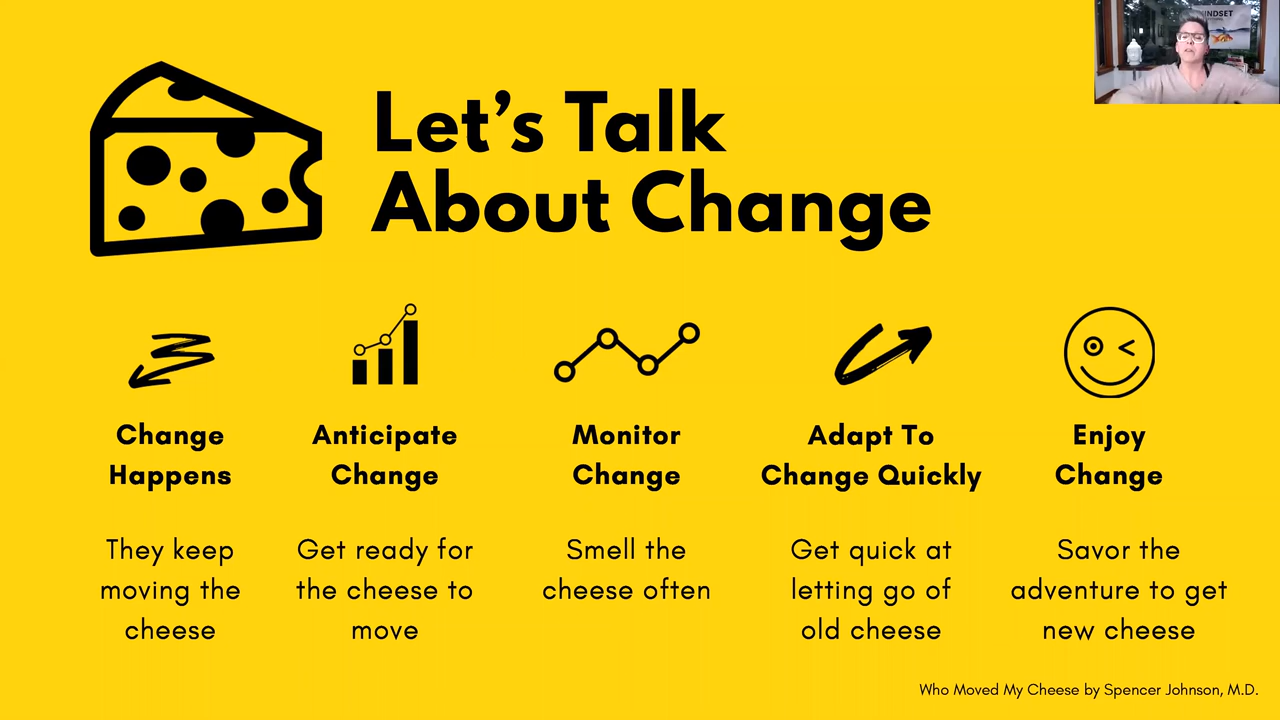 Let's Talk
About Change
Change
Happens
They keep
moving the
cheese
Anticipate
Change
Get ready for
the cheese to
move
Monitor
Change
Smell the
cheese often
Adapt To
Change Quickly
Get quick at
letting go of
old cheese
Enjoy
Change
Savor the
adventure to get
new cheese
Who Moved My Cheese by Spencer Johnson, M.D.